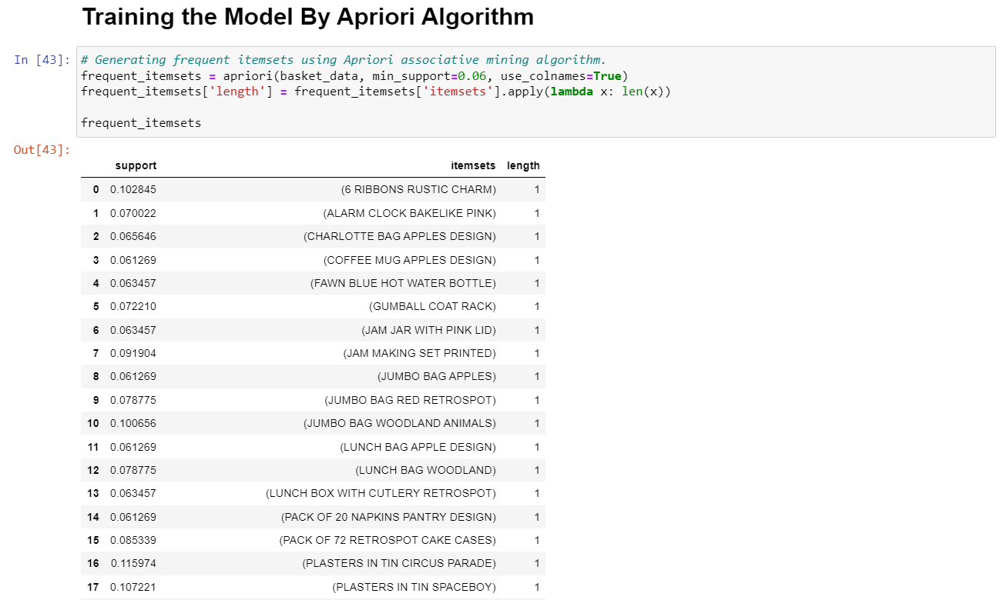 Training the Model By Apriori Algorithm
In [43]: # Generating frequent itemsets using Apriori associative mining algorithm.
frequent_itemsets = apriori(basket_data, min_support=0.06, use_colnames=True)
frequent_itemsets['length'] = frequent_itemsets['itemsets'].apply(lambda x: len(x))
frequent_itemsets
Out[43]:
support itemsets length
0 0.102845 (6 RIBBONS RUSTIC CHARM) 1
1 0.070022 (ALARM CLOCK BAKELIKE PINK) 1
2 0.065646 (CHARLOTTE BAG APPLES DESIGN) 1
3 0.061269 (COFFEE MUG APPLES DESIGN) 1
4 0.063457 (FAWN BLUE HOT WATER BOTTLE) 1
5 0.072210 (GUMBALL COAT RACK) 1
6 0.063457 (JAM JAR WITH PINK LID) 1
7 0.091904 (JAM MAKING SET PRINTED) 1
8 0.061269 (JUMBO BAG APPLES) 1
9 0.078775 (JUMBO BAG RED RETROSPOT) 1
10 0.100656 (JUMBO BAG WOODLAND ANIMALS) 1
11 0.061269 (LUNCH BAG APPLE DESIGN) 1
12 0.078775 (LUNCH BAG WOODLAND) 1
13 0.063457 (LUNCH BOX WITH CUTLERY RETROSPOT) 1
14 0.061269 (PACK OF 20 NAPKINS PANTRY DESIGN) 1
15 0.085339 (PACK OF 72 RETROSPOT CAKE CASES) 1
16 0.115974 (PLASTERS IN TIN CIRCUS PARADE) 1
17 0.107221 (PLASTERS IN TIN SPACEBOY) 1